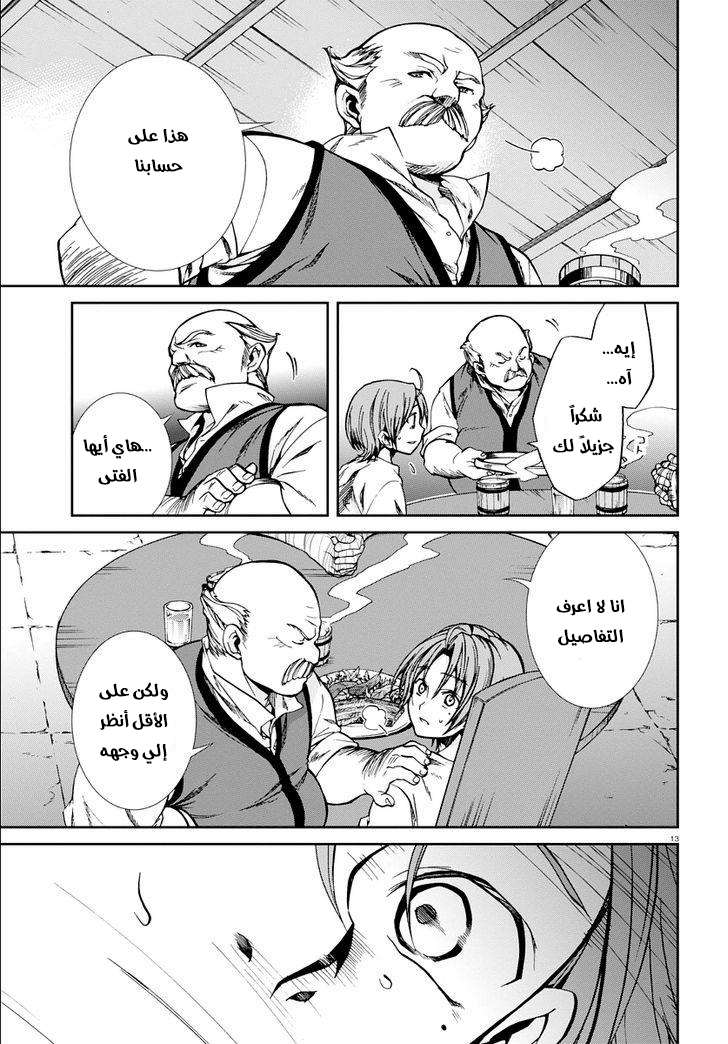 هذا على
حسابنا
إيه...
آه...
شكراً
جزيلاً لك
...هاي أيها
الفتى
انا لا اعرف
التفاصيل
ولكن على
الأقل أنظر
إلي وجهه
13